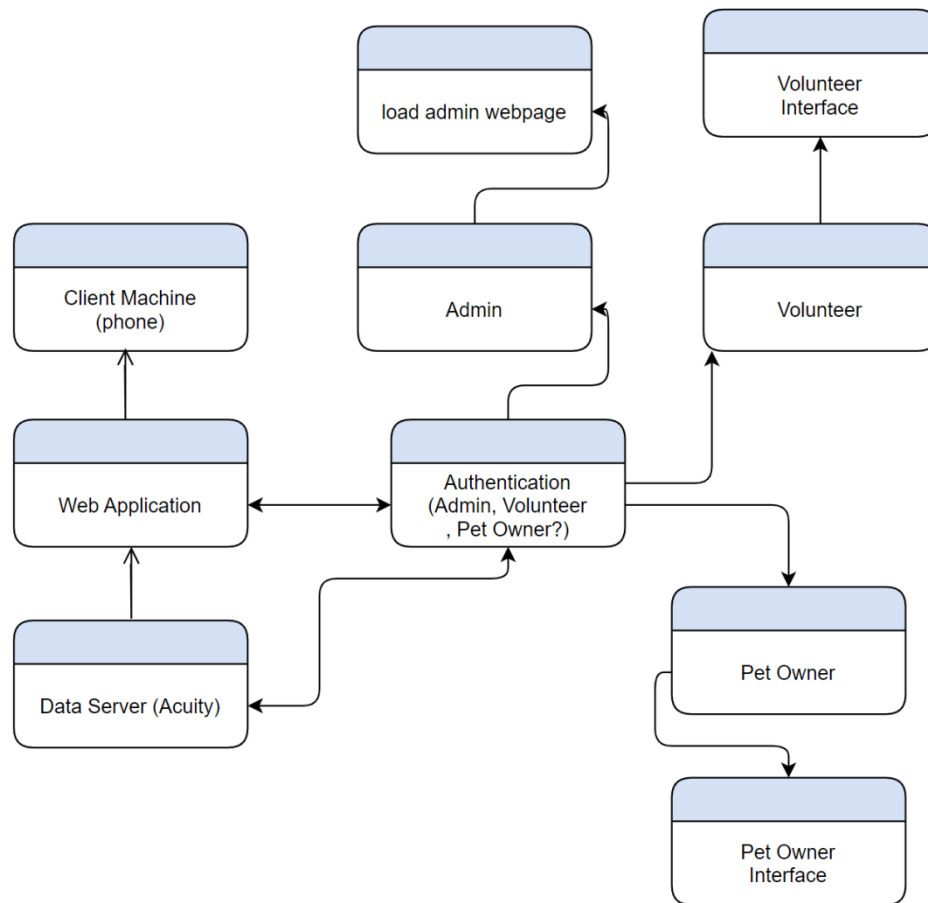 load admin webpage
Volunteer
Interface
Client Machine
(phone)
Admin
Volunteer
Web Application
Authentication
(Admin, Volunteer
, Pet Owner?)
Data Server (Acuity)
Pet Owner
Pet Owner
Interface